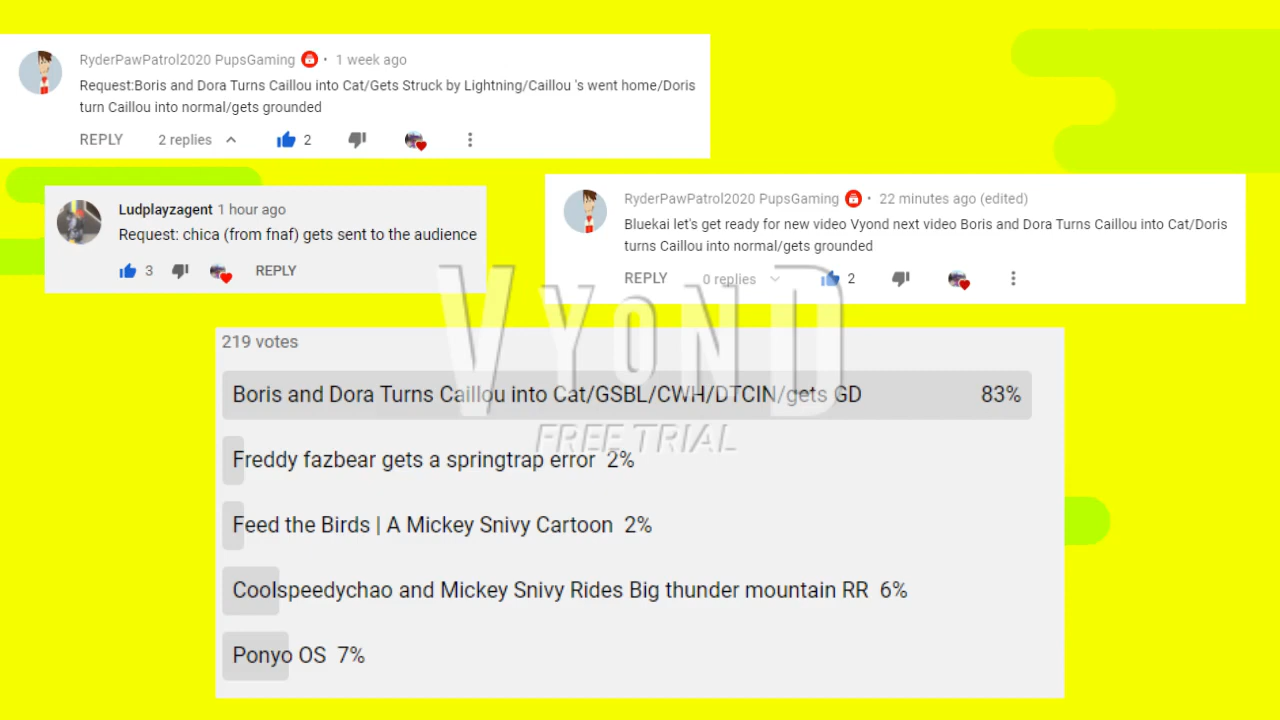 RyderPawPatrol2020 PupsGaming · 1 week ago
Request:Boris and Dora Turns Caillou into Cat/Gets Struck by Lightning/Caillou 's went home/Doris
turn Caillou into normal/gets grounded
REPLY 2 replies 2
Ludplayzagent 1 hour ago
Request: chica (from fnaf) gets sent to the audience
3 REPLY
RyderPawPatrol2020 PupsGaming · 22 minutes ago (edited)
Bluekai let's get ready for new video Vyond next video Boris and Dora Turns Caillou into Cat/Doris
turns Caillou into normal/gets grounded
REPLY 0 replies 2
VYOND
FREE TRIAL
219 votes
Boris and Dora Turns Caillou into Cat/GSBL/CWH/DTCIN/gets GD 83%
Freddy fazbear gets a springtrap error 2%
Feed the Birds | A Mickey Snivy Cartoon 2%
Coolspeedychao and Mickey Snivy Rides Big thunder mountain RR 6%
Ponyo OS 7%